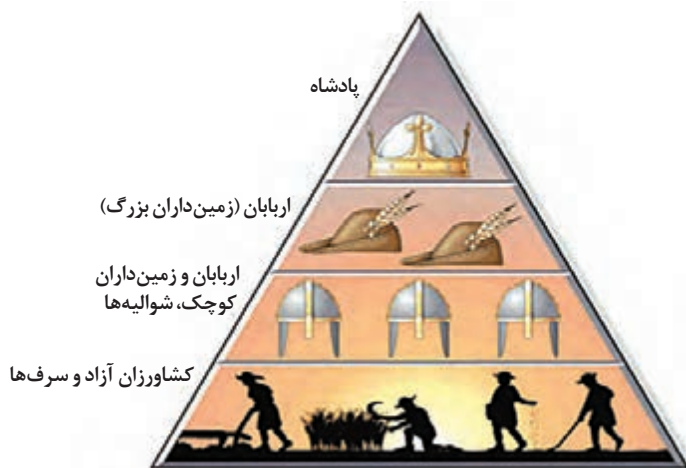 پادشاه
اربابان (زمین‌داران بزرگ)
اربابان و زمین‌داران
کوچک، شوالیه‌ها
کشاورزان آزاد و سرف‌ها